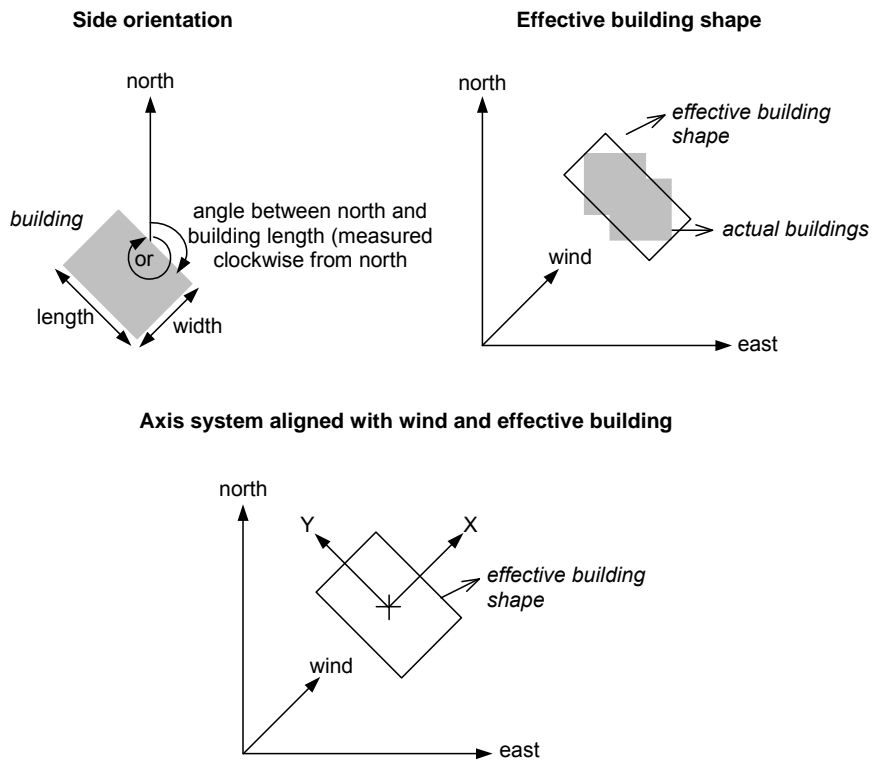 Side orientation
north
building
angle between north and
building length (measured
clockwise from north
or
length
width
Effective building shape
north
effective building
shape
actual buildings
wind
east
Axis system aligned with wind and effective building
north
Y
X
effective building
shape
wind
east